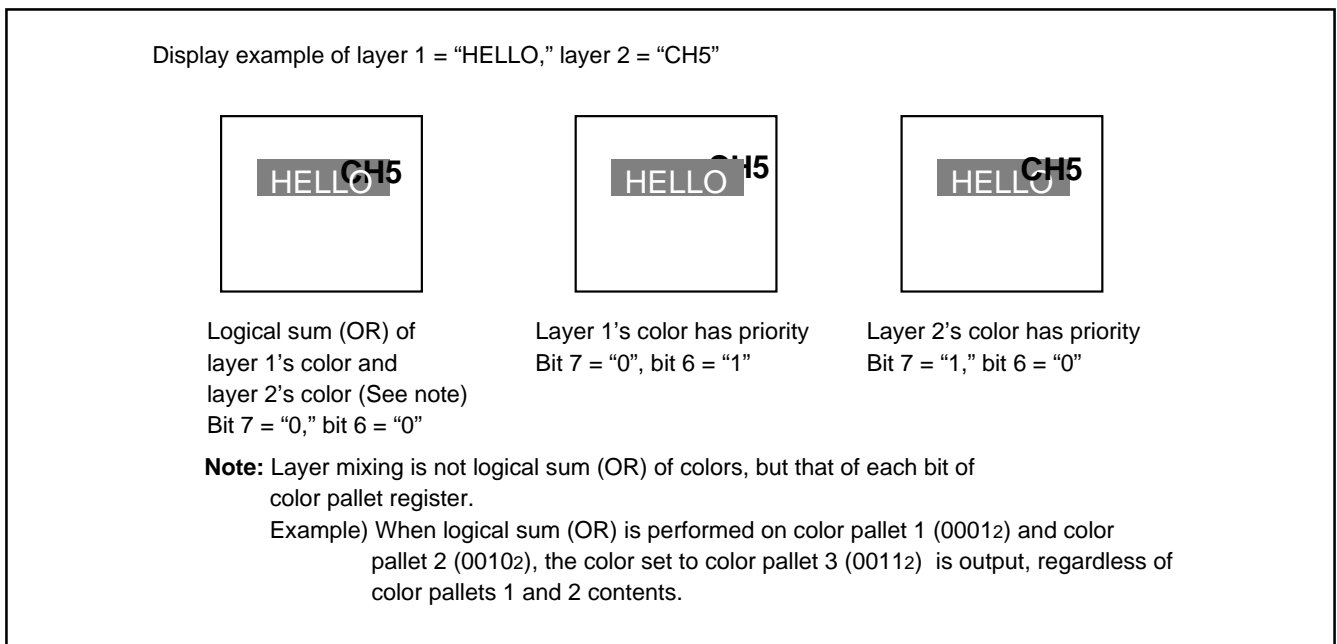 Display example of layer 1 = “HELLO,” layer 2 = “CH5”
HELLO CH5
HELLO CH5
HELLO CH5
Logical sum (OR) of
layer 1’s color and
layer 2’s color (See note)
Bit 7 = “0,” bit 6 = “0”
Layer 1’s color has priority
Bit 7 = “0”, bit 6 = “1”
Layer 2’s color has priority
Bit 7 = “1,” bit 6 = “0”
Note: Layer mixing is not logical sum (OR) of colors, but that of each bit of
color pallet register.
Example) When logical sum (OR) is performed on color pallet 1 (00012) and color
pallet 2 (00102), the color set to color pallet 3 (00112) is output, regardless of
color pallets 1 and 2 contents.